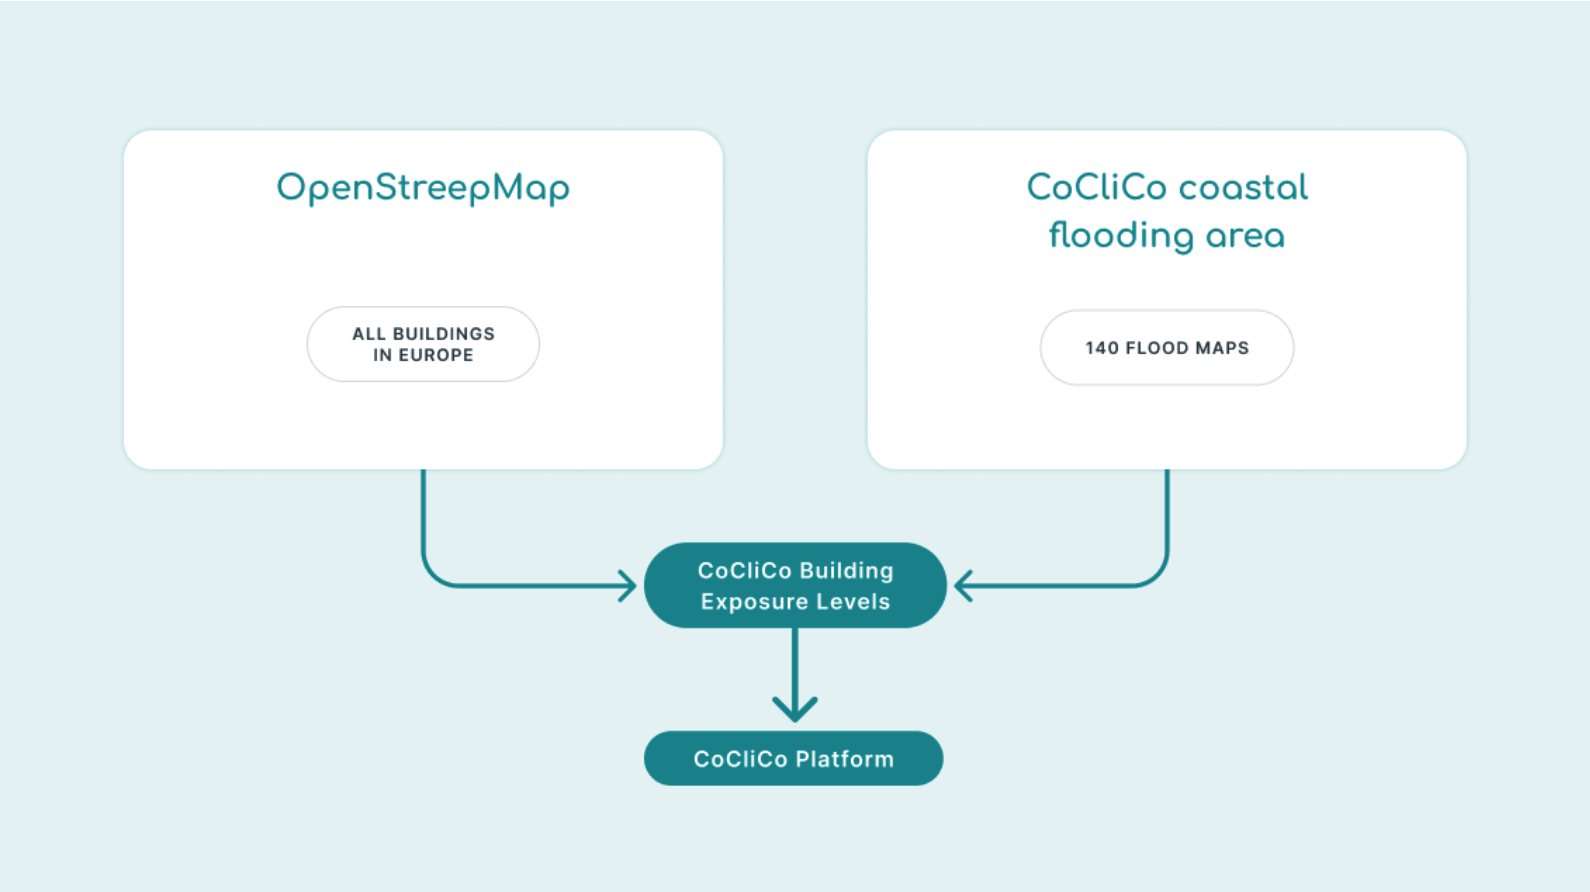 OpenStreepMap
ALL BUILDINGS
IN EUROPE
CoCliCo coastal
flooding area
140 FLOOD MAPS
CoCliCo Building
Exposure Levels
CoCliCo Platform